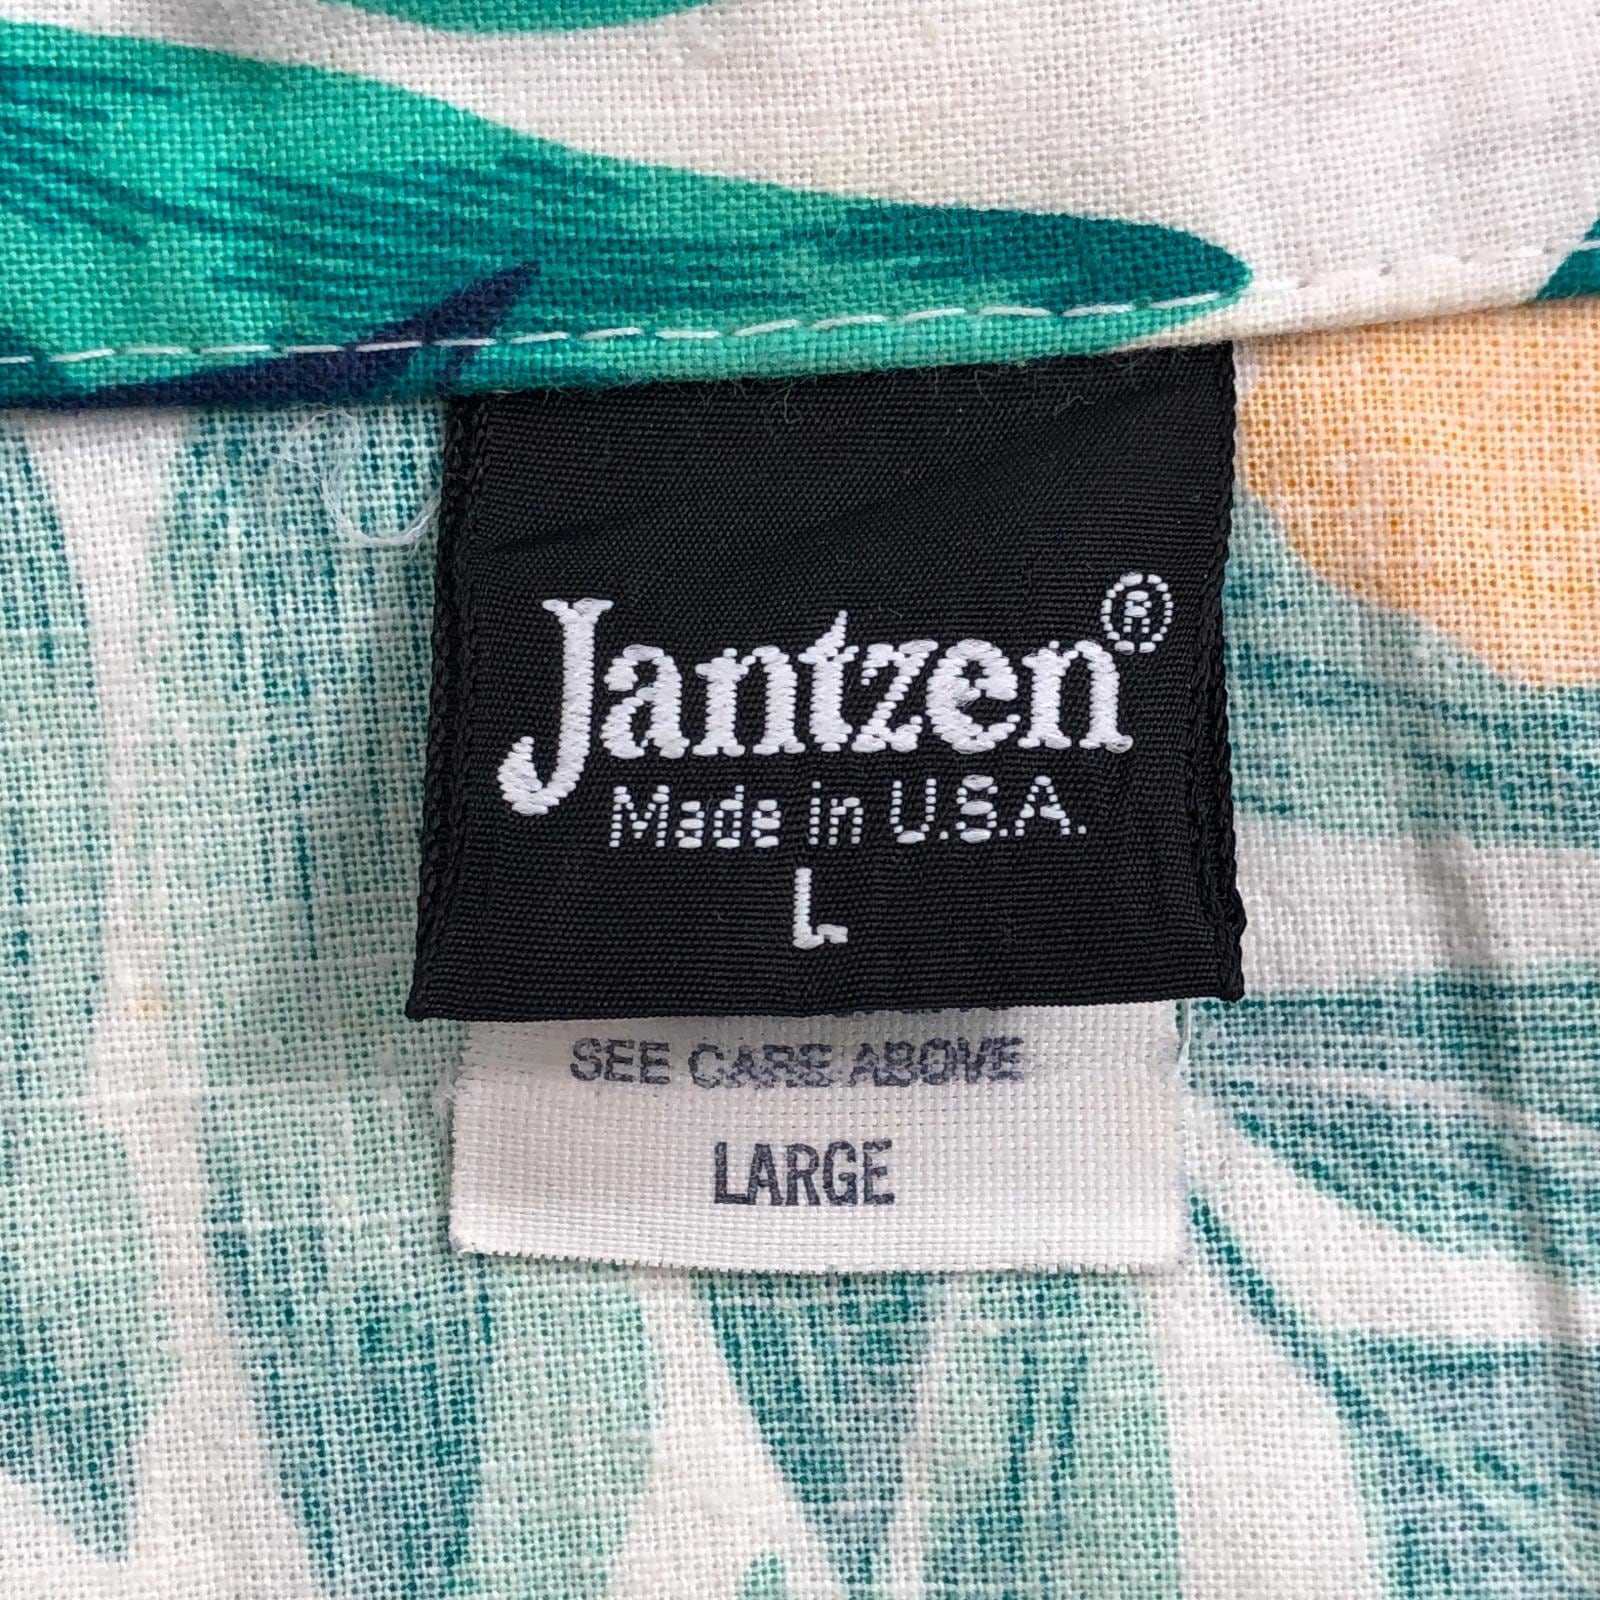 Jantzen®
Made in U.S.A.
L
SEE CARE ABOVE
LARGE